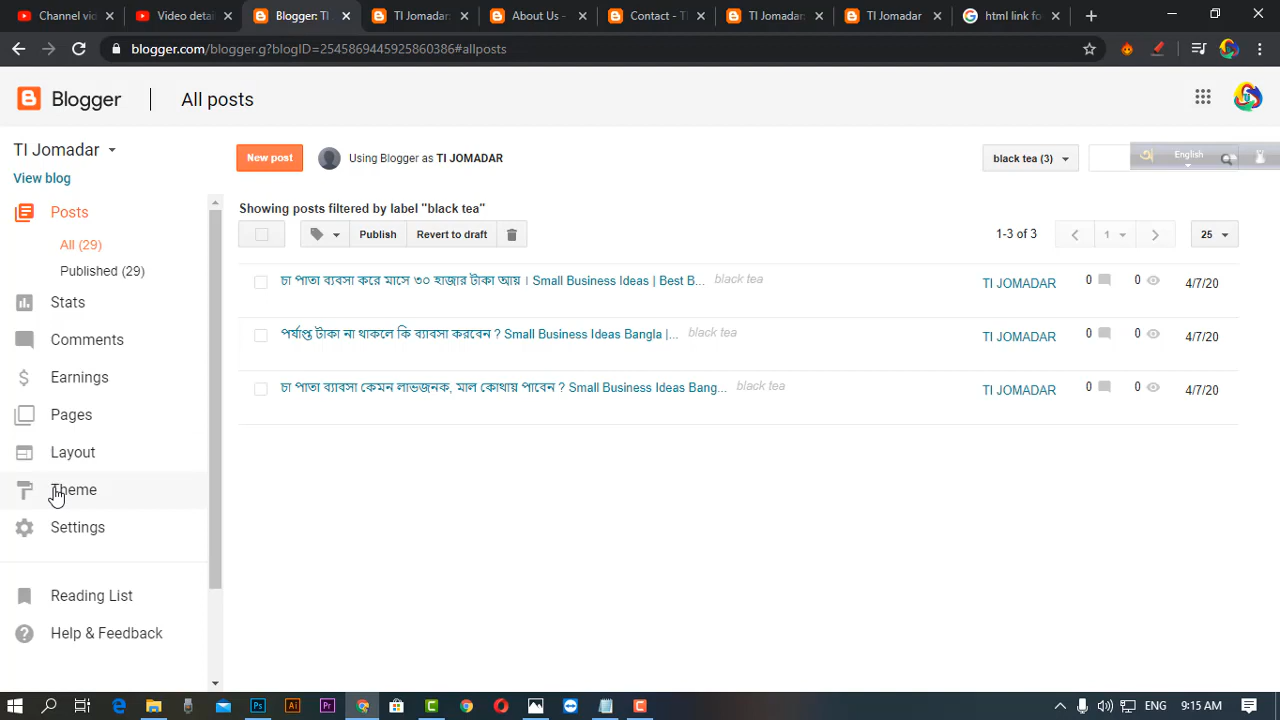 Channel vi
Video deta
Blogger: TI
TI Jomadar
About Us -
Contact - T
TI Jomadar
TI Jomadar
html link fo
blogger.com/blogger.g?blogID=2545869445925860386#allposts
Blogger
All posts
TI Jomadar
New post
Using Blogger as TI JOMADAR
black tea (3)
English
View blog
Showing posts filtered by label "black tea"
Posts
Publish
Revert to draft
1-3 of 3
1
25
All (29)
Published (29)
চা পাতা ব্যবসা করে মাসে ৩০ হাজার টাকা আয় । Small Business Ideas | Best B...
black tea
TI JOMADAR
0
0
4/7/20
Stats
পর্যাপ্ত টাকা না থাকলে কি ব্যাবসা করবেন ? Small Business Ideas Bangla |...
black tea
TI JOMADAR
0
0
4/7/20
Comments
Earnings
চা পাতা ব্যাবসা কেমন লাভজনক, মাল কোথায় পাবেন ? Small Business Ideas Bang...
black tea
TI JOMADAR
0
0
4/7/20
Pages
Layout
Theme
Settings
Reading List
Help & Feedback
ENG
9:15 AM